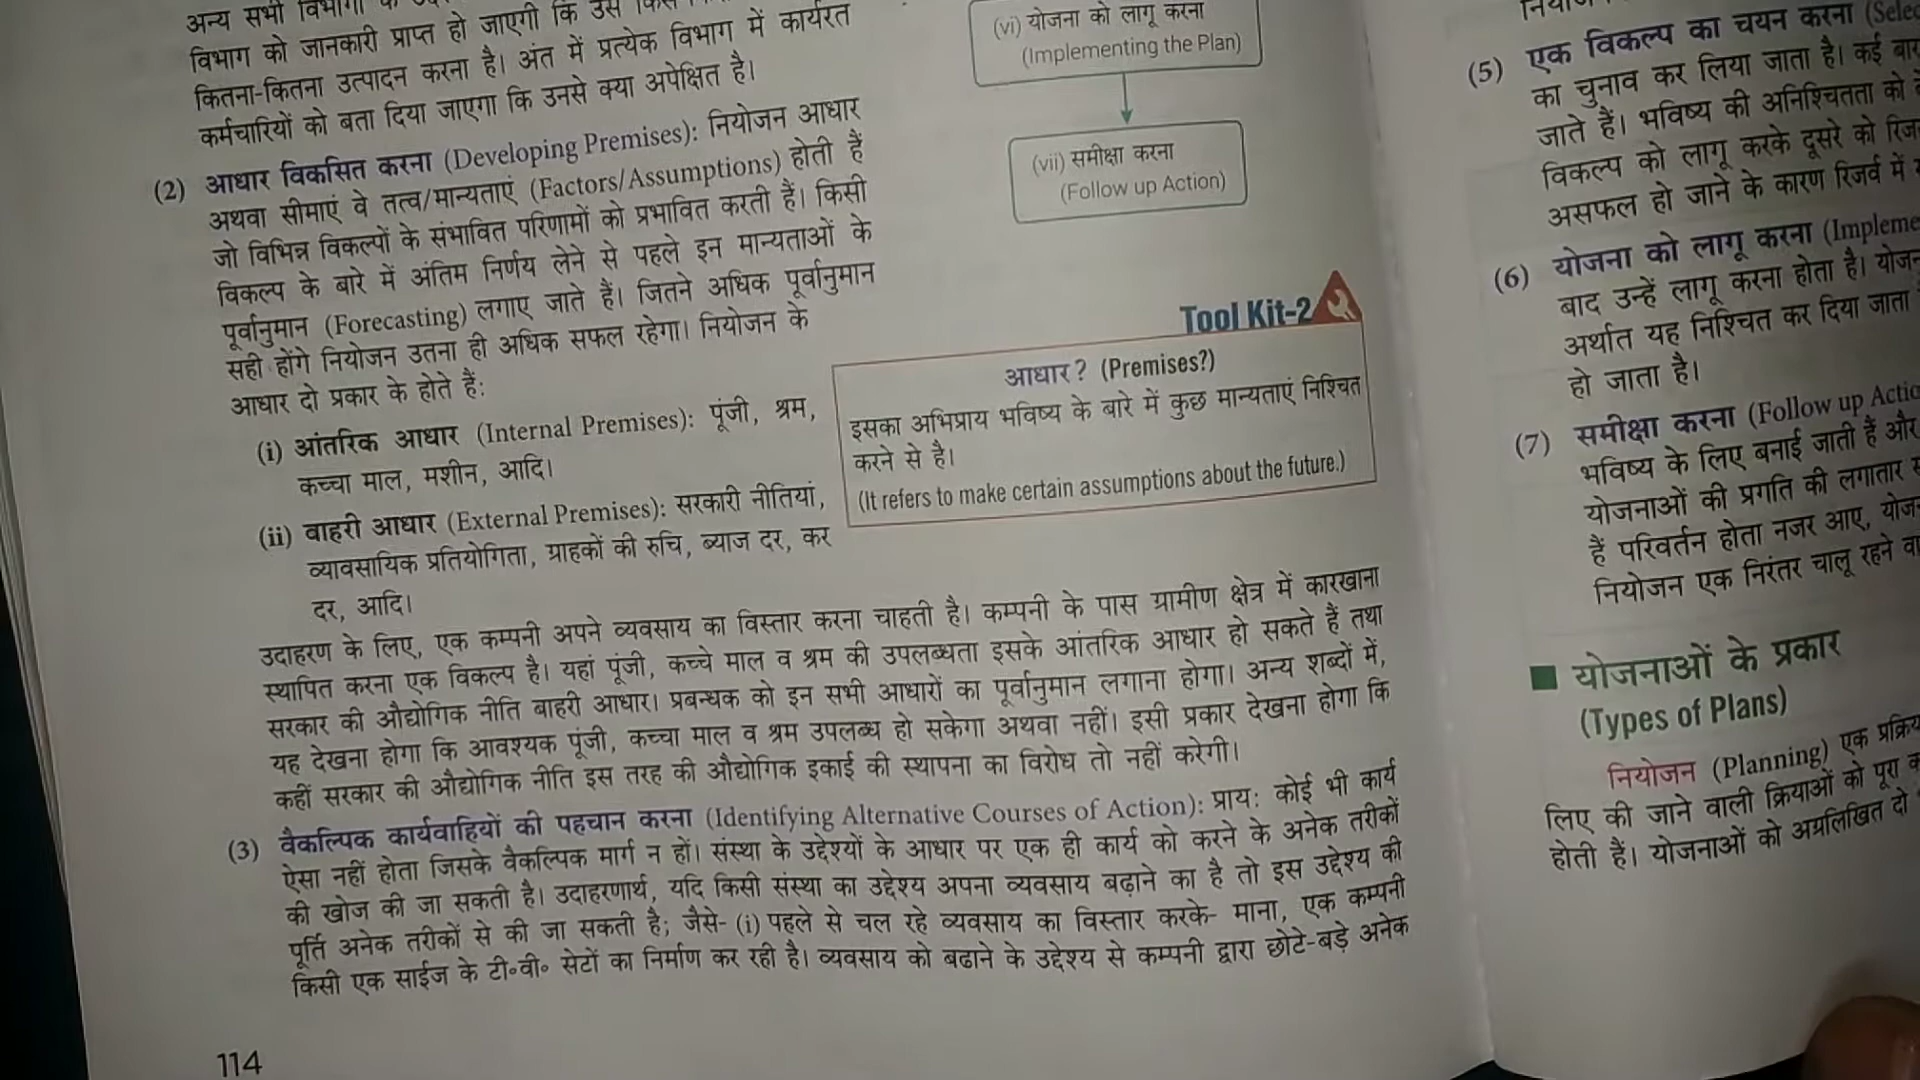 अन्य सभी विभागों
विभाग को जानकारी प्राप्त हो जाएगी कि उसे
कितना-कितना उत्पादन करना है। अंत में प्रत्येक विभाग में कार्यरत
कर्मचारियों को बता दिया जाएगा कि उनसे क्या अपेक्षित है।
(2) आधार विकसित करना (Developing Premises): नियोजन आधार
अथवा सीमाएं वे तत्व/मान्यताएं (Factors/Assumptions) होती हैं
जो विभिन्न विकल्पों के संभावित परिणामों को प्रभावित करती हैं। किसी
विकल्प के बारे में अंतिम निर्णय लेने से पहले इन मान्यताओं के
पूर्वानुमान (Forecasting) लगाए जाते हैं। जितने अधिक पूर्वानुमान
सही होंगे नियोजन उतना ही अधिक सफल रहेगा। नियोजन के
आधार दो प्रकार के होते हैं:
(i) आंतरिक आधार (Internal Premises): पूंजी, श्रम,
कच्चा माल, मशीन, आदि।
(ii) वाहरी आधार (External Premises): सरकारी नीतियां,
व्यावसायिक प्रतियोगिता, ग्राहकों की रुचि, ब्याज दर, कर
दर, आदि।
(vi) योजना को लागू करना
(Implementing the Plan)
(vii) समीक्षा करना
(Follow up Action)
Tool Kit-2
आधार? (Premises?)
इसका अभिप्राय भविष्य के बारे में कुछ मान्यताएं निश्चित
करने से है।
(It refers to make certain assumptions about the future.)
उदाहरण के लिए, एक कम्पनी अपने व्यवसाय का विस्तार करना चाहती है। कम्पनी के पास ग्रामीण क्षेत्र में कारखाना
स्थापित करना एक विकल्प है। यहां पूंजी, कच्चे माल व श्रम की उपलब्धता इसके आंतरिक आधार हो सकते हैं तथा
सरकार की औद्योगिक नीति बाहरी आधार। प्रबन्धक को इन सभी आधारों का पूर्वानुमान लगाना होगा। अन्य शब्दों में,
यह देखना होगा कि आवश्यक पूंजी, कच्चा माल व श्रम उपलब्ध हो सकेगा अथवा नहीं। इसी प्रकार देखना होगा कि
कहीं सरकार की औद्योगिक नीति इस तरह की औद्योगिक इकाई की स्थापना का विरोध तो नहीं करेगी।
(3) वैकल्पिक कार्यवाहियों की पहचान करना (Identifying Alternative Courses of Action): प्राय: कोई भी कार्य
ऐसा नहीं होता जिसके वैकल्पिक मार्ग न हों। संस्था के उद्देश्यों के आधार पर एक ही कार्य को करने के अनेक तरीकों
की खोज की जा सकती है। उदाहरणार्थ, यदि किसी संस्था का उद्देश्य अपना व्यवसाय बढ़ाने का है तो इस उद्देश्य की
पूर्ति अनेक तरीकों से की जा सकती है; जैसे- (i) पहले से चल रहे व्यवसाय का विस्तार करके- माना, एक कम्पनी
किसी एक साईज के टी॰वी॰ सेटों का निर्माण कर रही है। व्यवसाय को बढाने के उद्देश्य से कम्पनी द्वारा छोटे-बड़े अनेक
114
(5) एक विकल्प का चयन करना
का चुनाव कर लिया जाता है। कई बार
जाते हैं। भविष्य की अनिश्चितता को
विकल्प को लागू करके दूसरे को
असफल हो जाने के कारण रिजर्व में
(6) योजना को लागू करना
बाद उन्हें लागू करना होता है।
अर्थात यह निश्चित कर दिया जाता
हो जाता है।
(7) समीक्षा करना (Follow up
भविष्य के लिए बनाई जाती हैं और
योजनाओं की प्रगति की लगातार
हैं परिवर्तन होता नजर आए,
नियोजन एक निरंतर चालू रहने
योजनाओं के प्रकार
(Types of Plans)
नियोजन (Planning) एक
लिए की जाने वाली क्रियाओं को पूरा
होती हैं। योजनाओं को अग्रलिखित दो